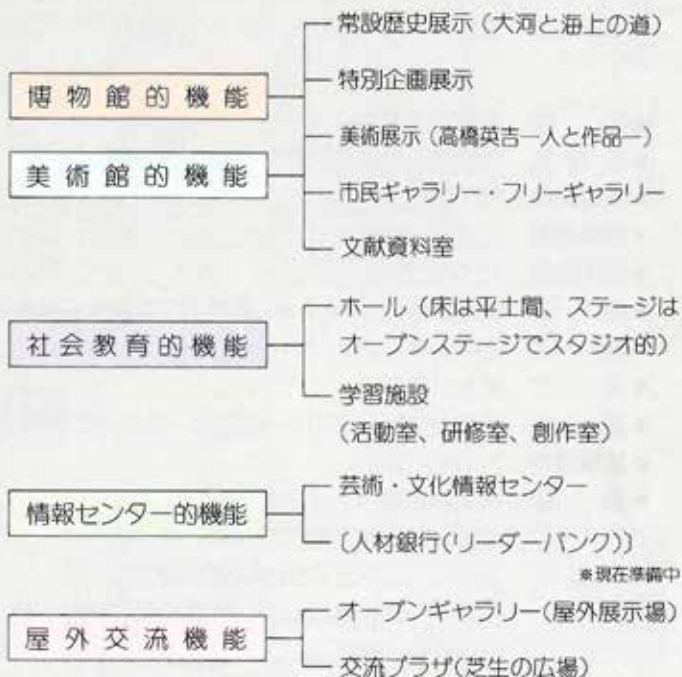 常設歴史展示（大河と海上の道）
博物館的機能
特別企画展示
美術展示（高橋英吉―人と作品―）
美術館的機能
市民ギャラリー・フリーギャラリー
文献資料室
ホール（床は平土間、ステージは
オープンステージでスタジオ的）
社会教育的機能
学習施設
（活動室、研修室、創作室）
芸術・文化情報センター
情報センター的機能
〔人材銀行（リーダーバンク）〕
※現在準備中
オープンギャラリー（屋外展示場）
屋外交流機能
交流プラザ（芝生の広場）